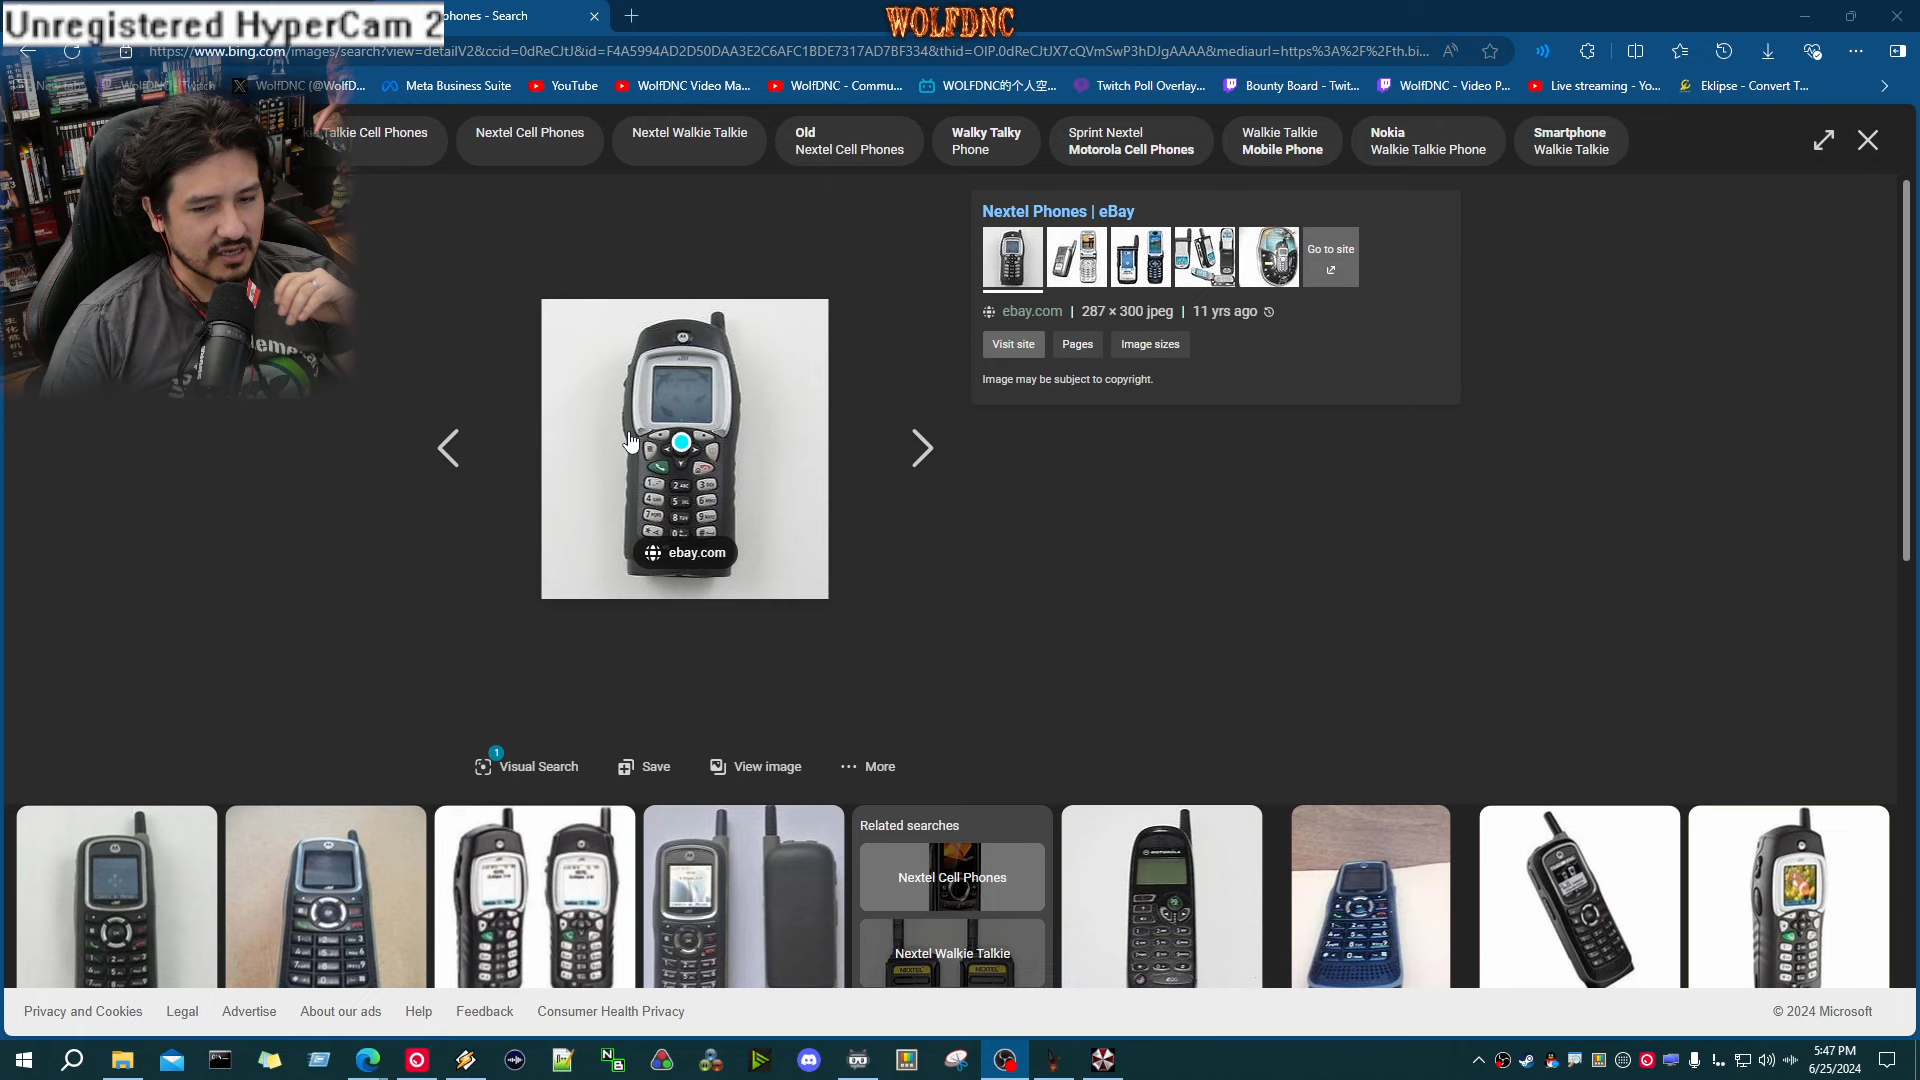 Unregistered HyperCam 2
phones - Search
WOLFDNC
https://www.bing.com/images/search?view=detailV2&ccid=0dReCJtJ&id=F4A5994AD2D50DAA3E2C6AFC1BDE7317AD7BF334&thid=OIP.0dReCJtJX7cQVmSwP3hDJgAAAA&mediaurl=https%3A%2F%2Fth.bi...
WolfDNC - Twitch
WolfDNC (@WolfD...
Meta Business Suite
YouTube
WolfDNC Video Ma...
WolfDNC - Commu...
WOLFDNC的个人空...
Twitch Poll Overlay...
Bounty Board - Twit...
WolfDNC - Video P...
Live streaming - Yo...
Eklipse - Convert T...
Talkie Cell Phones
Nextel Cell Phones
Nextel Walkie Talkie
Old
Nextel Cell Phones
Walky Talky
Phone
Sprint Nextel
Motorola Cell Phones
Walkie Talkie
Mobile Phone
Nokia
Walkie Talkie Phone
Smartphone
Walkie Talkie
Nextel Phones | eBay
Go to site
ebay.com | 287 × 300 jpeg | 11 yrs ago
Visit site
Pages
Image sizes
Image may be subject to copyright.
ebay.com
1
Visual Search
Save
View image
More
Related searches
Nextel Cell Phones
Nextel Walkie Talkie
Privacy and Cookies
Legal
Advertise
About our ads
Help
Feedback
Consumer Health Privacy
© 2024 Microsoft
5:47 PM
6/25/2024